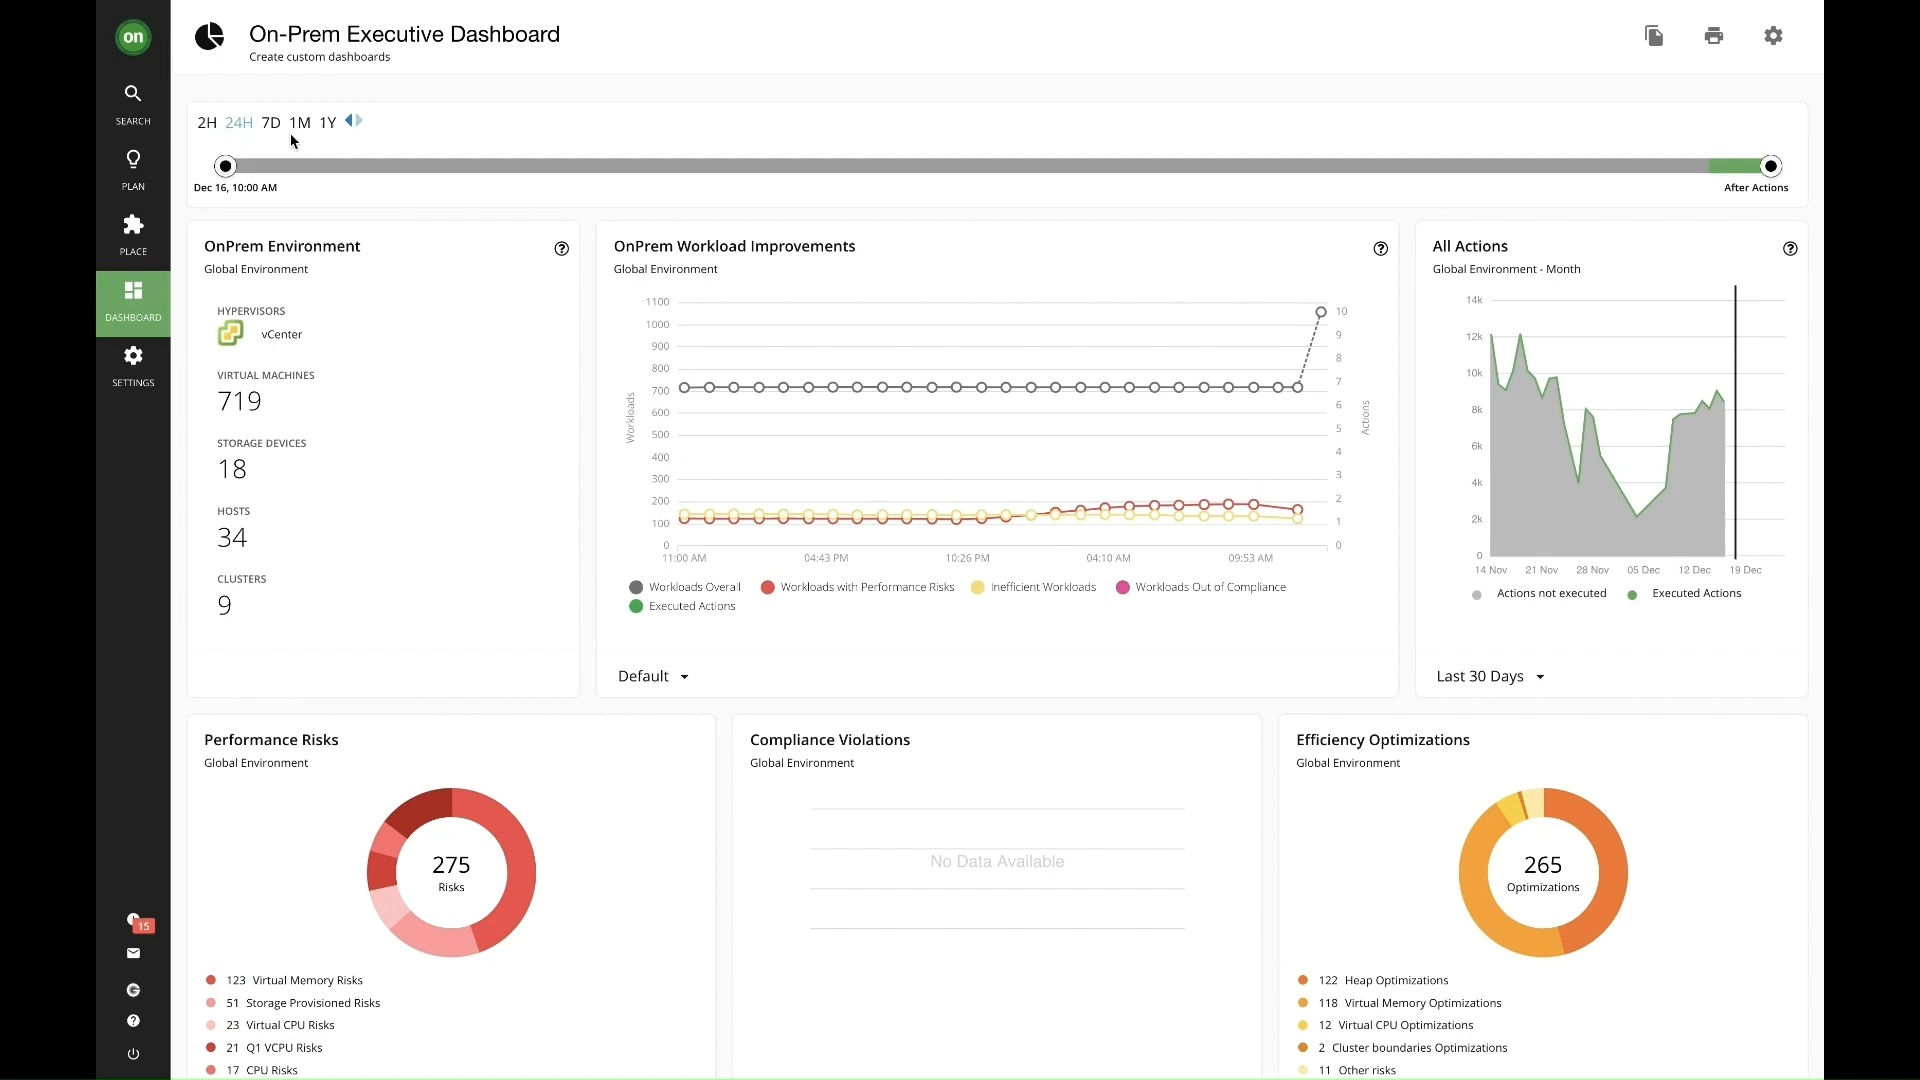 on
SEARCH
PLAN
PLACE
DASHBOARD
SETTINGS
15
On-Prem Executive Dashboard
Create custom dashboards
2H 24H 7D 1M 1Y
Dec 16, 10:00 AM
After Actions
OnPrem Environment
Global Environment
HYPERVISORS
vCenter
VIRTUAL MACHINES
719
STORAGE DEVICES
18
HOSTS
34
CLUSTERS
9
OnPrem Workload Improvements
Global Environment
1100
1000
900
800
700
600
500
400
300
200
100
0
Workloads
10
9
8
7
6
5
4
3
2
1
0
Actions
11:00 AM 04:43 PM 10:26 PM 04:10 AM 09:53 AM
Workloads Overall Workloads with Performance Risks Inefficient Workloads Workloads Out of Compliance
Executed Actions
Default
All Actions
Global Environment - Month
14k
12k
10k
8k
6k
4k
2k
0
14 Nov 21 Nov 28 Nov 05 Dec 12 Dec 19 Dec
Actions not executed Executed Actions
Last 30 Days
Performance Risks
Global Environment
275
Risks
123 Virtual Memory Risks
51 Storage Provisioned Risks
23 Virtual CPU Risks
21 Q1 VCPU Risks
17 CPU Risks
Compliance Violations
Global Environment
No Data Available
Efficiency Optimizations
Global Environment
265
Optimizations
122 Heap Optimizations
118 Virtual Memory Optimizations
12 Virtual CPU Optimizations
2 Cluster boundaries Optimizations
11 Other risks